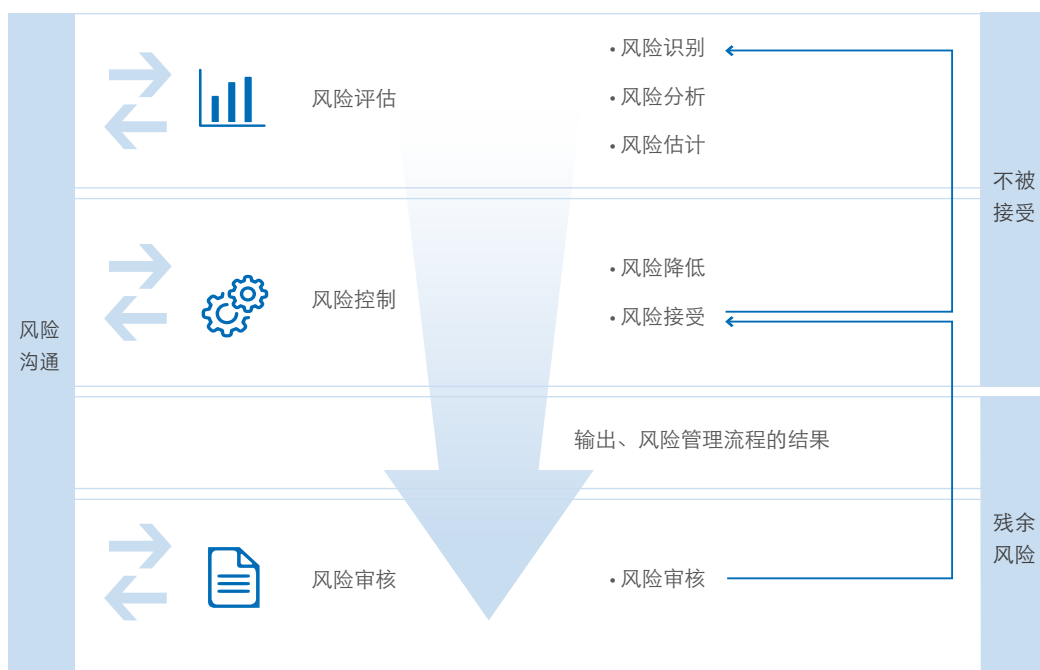 风险
沟通
风险评估
• 风险识别
• 风险分析
• 风险估计
不被
接受
风险控制
• 风险降低
• 风险接受
输出、风险管理流程的结果
残余
风险
风险审核
• 风险审核